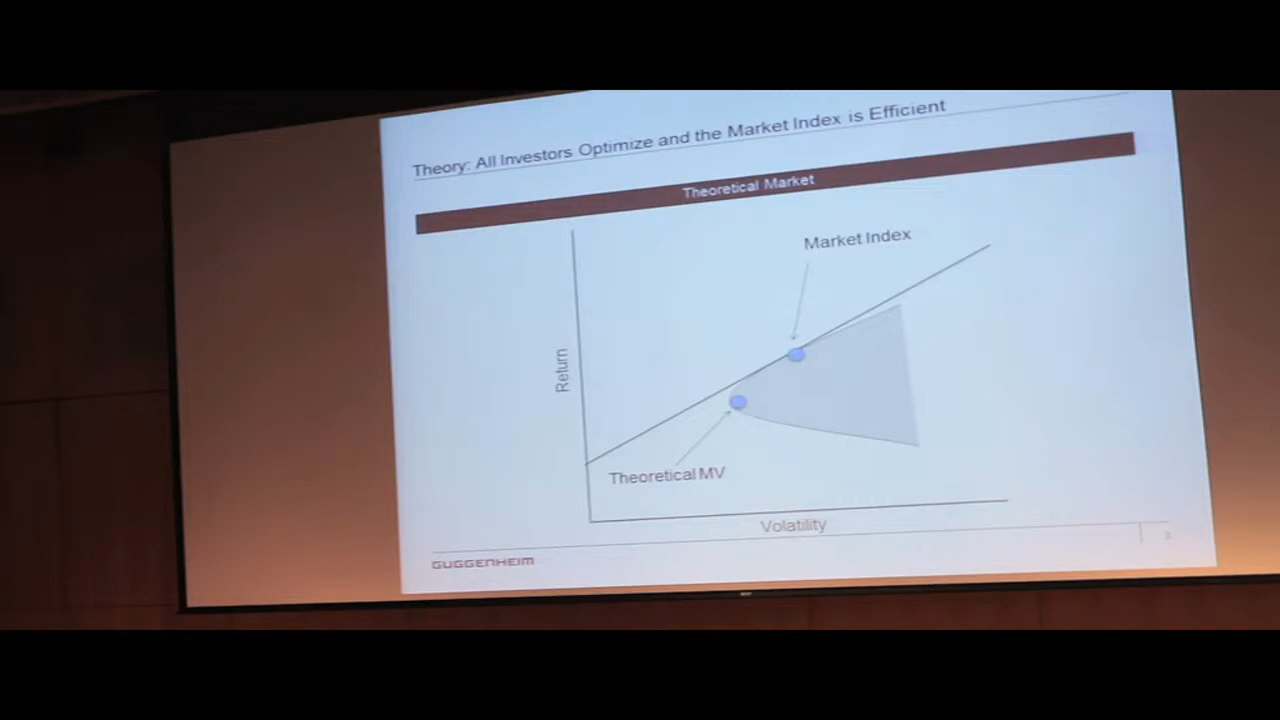 Theory: All Investors Optimize and the Market Index is Efficient
Theoretical Market
Market Index
Return
Theoretical MV
Volatility
GUGGENHEIM
3